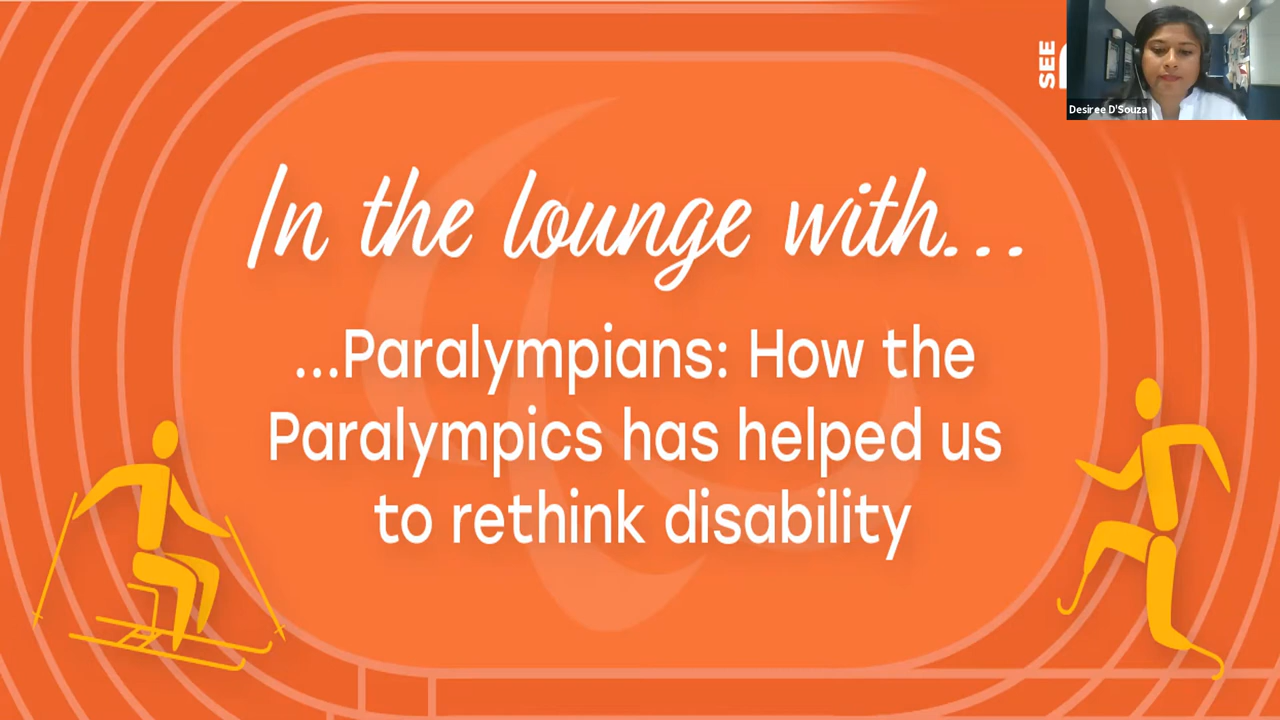 In the lounge with...
...Paralympians: How the
Paralympics has helped us
to rethink disability
SEE
Desiree D'Souza